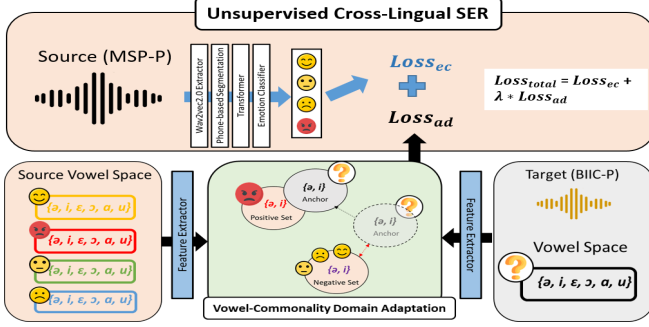 Unsupervised Cross-Lingual SER
Source (MSP-P)
Wav2vec2.0 Extractor
Phone-based Segmentation
Transformer
Emotion Classifier
Loss_ec
Loss_ad
Loss_total = Loss_ec +
λ * Loss_ad
Source Vowel Space
{ə, i, ɛ, ɔ, ɑ, u}
{ə, i, ɛ, ɔ, ɑ, u}
{ə, i, ɛ, ɔ, ɑ, u}
{ə, i, ɛ, ɔ, ɑ, u}
Feature Extractor
{ə, i}
Positive Set
{ə, i}
Anchor
{ə, i}
Anchor
{ə, i}
Negative Set
Vowel-Commonality Domain Adaptation
Feature Extractor
Target (BIIC-P)
Vowel Space
{ə, i, ɛ, ɔ, ɑ, u}